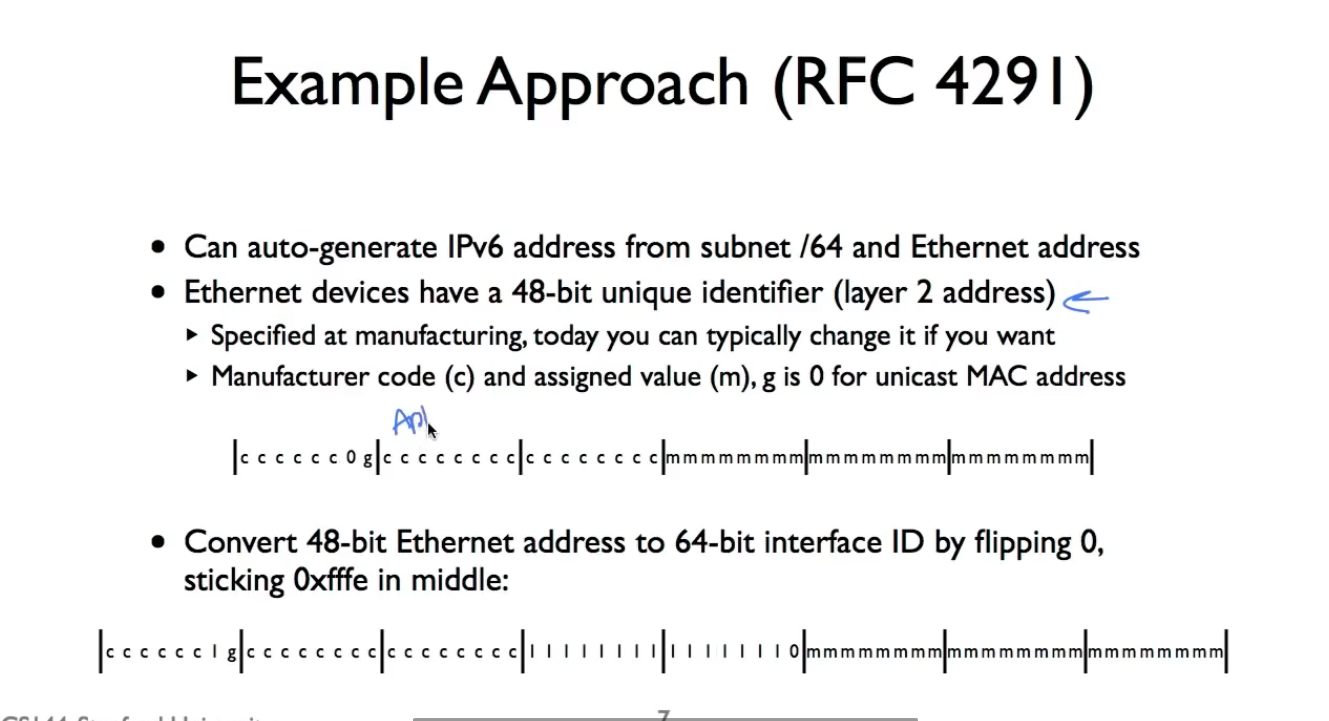 Example Approach (RFC 4291)
• Can auto-generate IPv6 address from subnet /64 and Ethernet address
• Ethernet devices have a 48-bit unique identifier (layer 2 address)
‣ Specified at manufacturing, today you can typically change it if you want
‣ Manufacturer code (c) and assigned value (m), g is 0 for unicast MAC address
Apl
|c c c c c c 0 g|c c c c c c c c|c c c c c c c c|m m m m m m m m|m m m m m m m m|m m m m m m m m|
• Convert 48-bit Ethernet address to 64-bit interface ID by flipping 0,
sticking 0xfffe in middle:
|c c c c c c 1 g|c c c c c c c c|c c c c c c c c|1 1 1 1 1 1 1 1|1 1 1 1 1 1 1 0|m m m m m m m m|m m m m m m m m|m m m m m m m m|
7